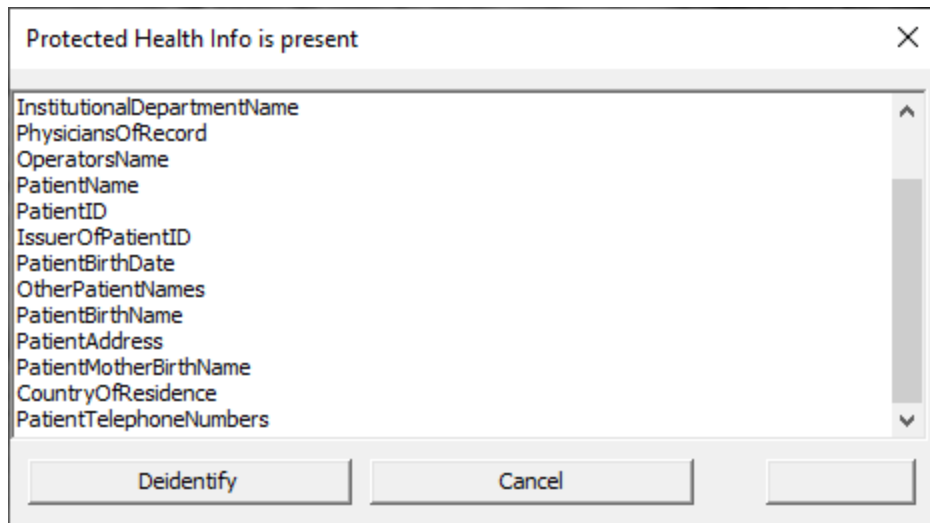 Protected Health Info is present
InstitutionalDepartmentName
PhysiciansOfRecord
OperatorsName
PatientName
PatientID
IssuerOfPatientID
PatientBirthDate
OtherPatientNames
PatientBirthName
PatientAddress
PatientMotherBirthName
CountryOfResidence
PatientTelephoneNumbers
Deidentify Cancel